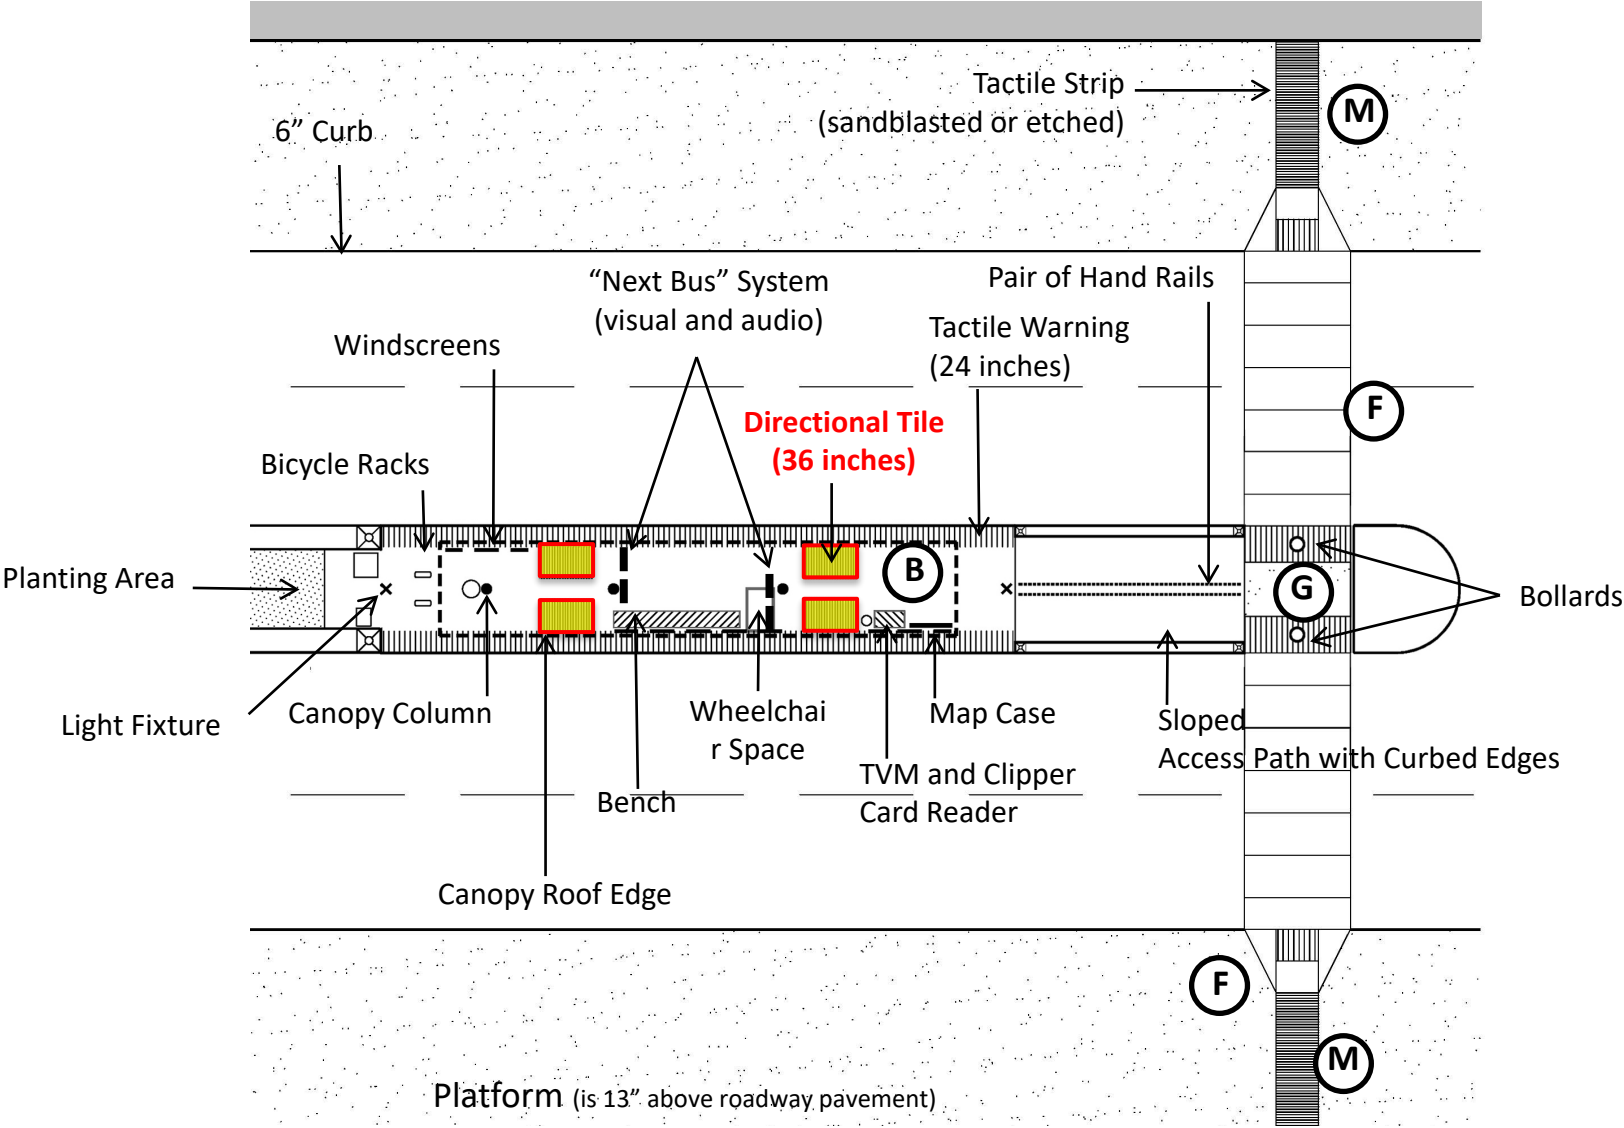 Tactile Strip
(sandblasted or etched)
M
6” Curb
“Next Bus” System
(visual and audio)
Pair of Hand Rails
Tactile Warning
(24 inches)
Windscreens
F
Directional Tile
(36 inches)
Bicycle Racks
B
G
Planting Area
Bollards
Light Fixture
Canopy Column
Wheelchai
r Space
Map Case
Sloped
Access Path with Curbed Edges
TVM and Clipper
Card Reader
Bench
Canopy Roof Edge
F
M
Platform (is 13” above roadway pavement)